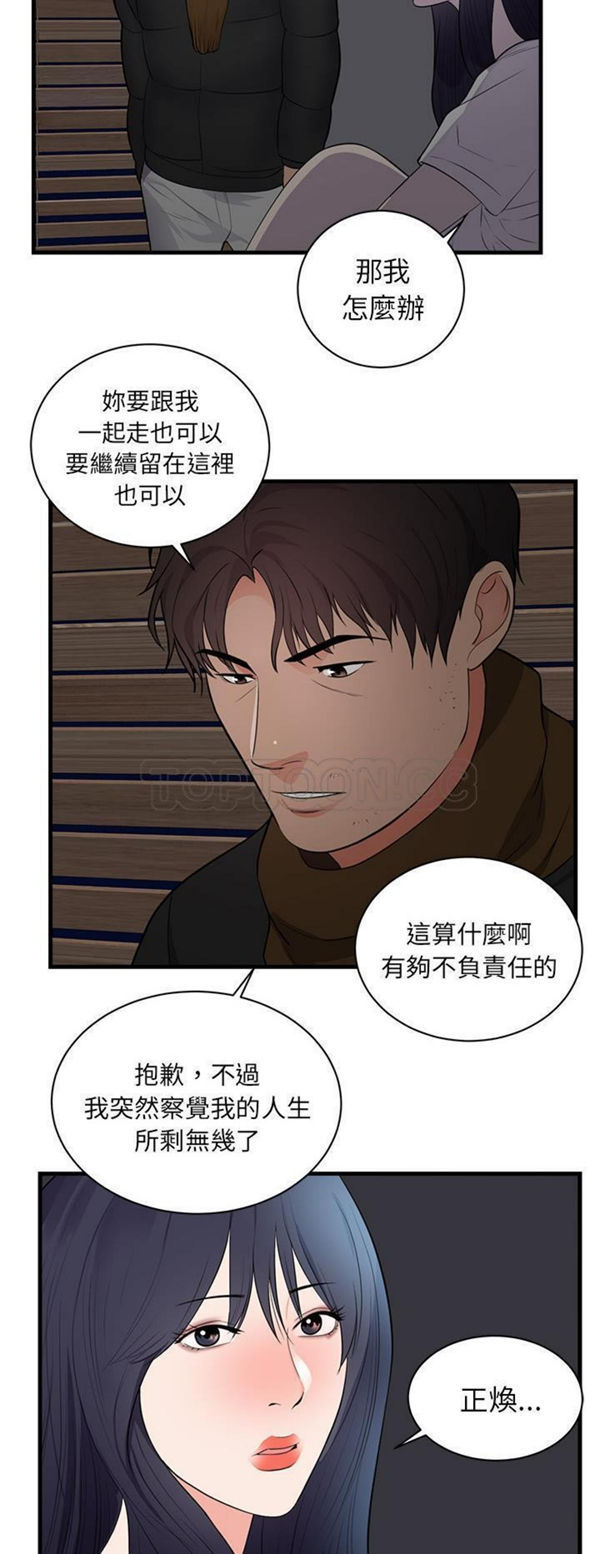 那我
怎麼辦
妳要跟我
一起走也可以
要繼續留在這裡
也可以
TOPTOON.CC
這算什麼啊
有夠不負責任的
抱歉，不過
我突然察覺我的人生
所剩無幾了
正煥…